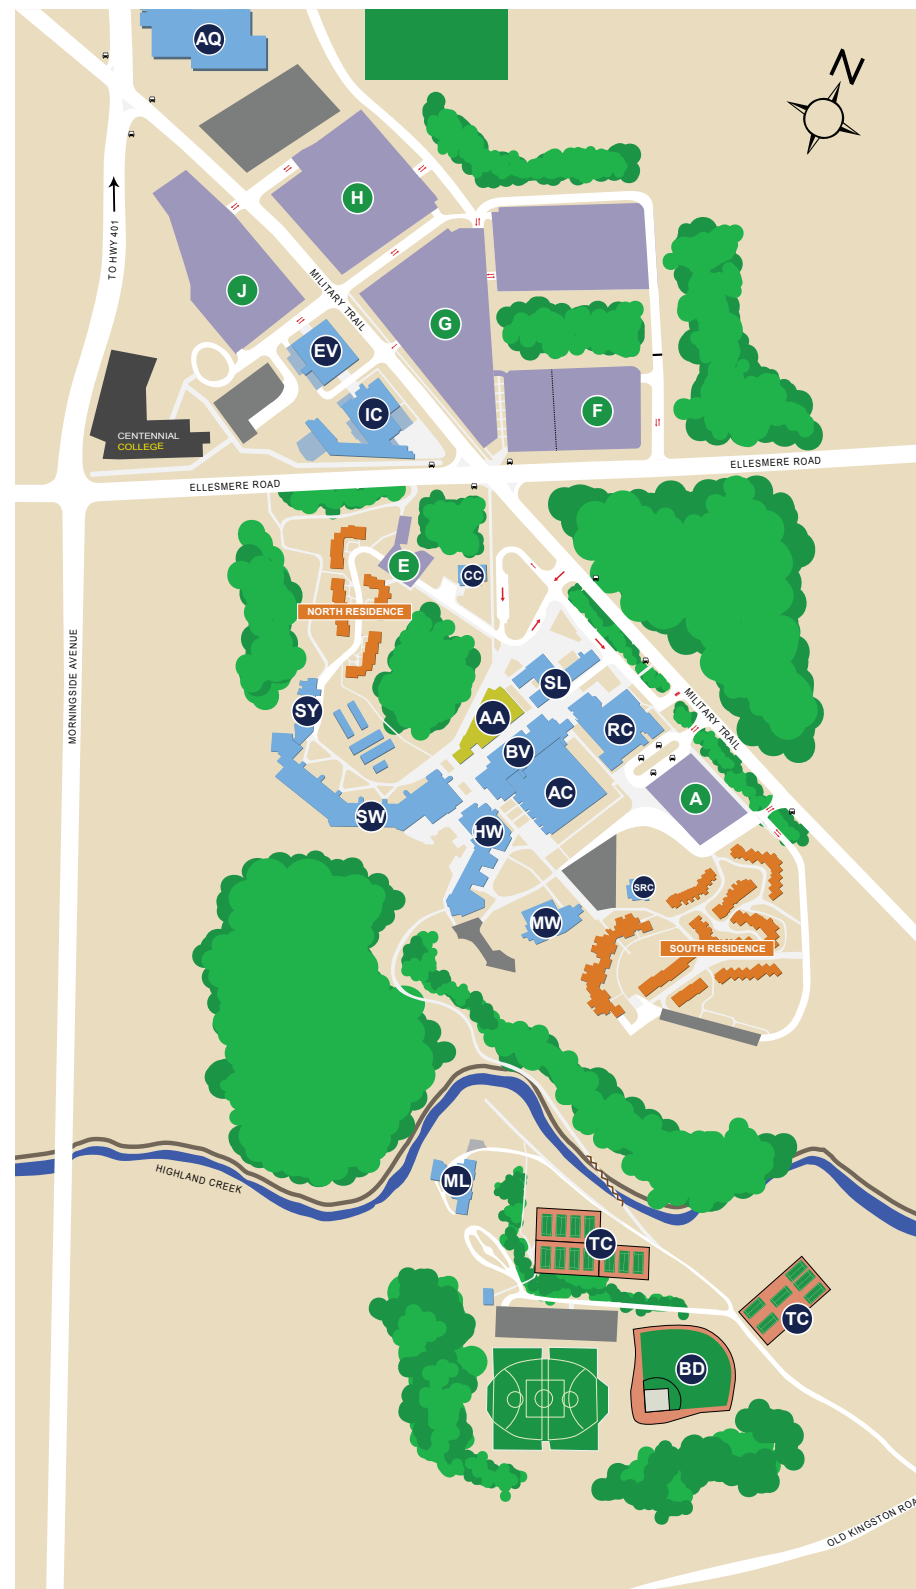 AQ
N
H
TO HWY 401
J
MILITARY TRAIL
G
EV
F
IC
CENTENNIAL
COLLEGE
ELLESMERE ROAD
ELLESMERE ROAD
E
CC
NORTH RESIDENCE
MORNINGSIDE AVENUE
SL
SY
AA
MILITARY TRAIL
RC
BV
AC
A
SW
HW
SRC
MW
SOUTH RESIDENCE
HIGHLAND CREEK
ML
TC
TC
BD
OLD KINGSTON ROA